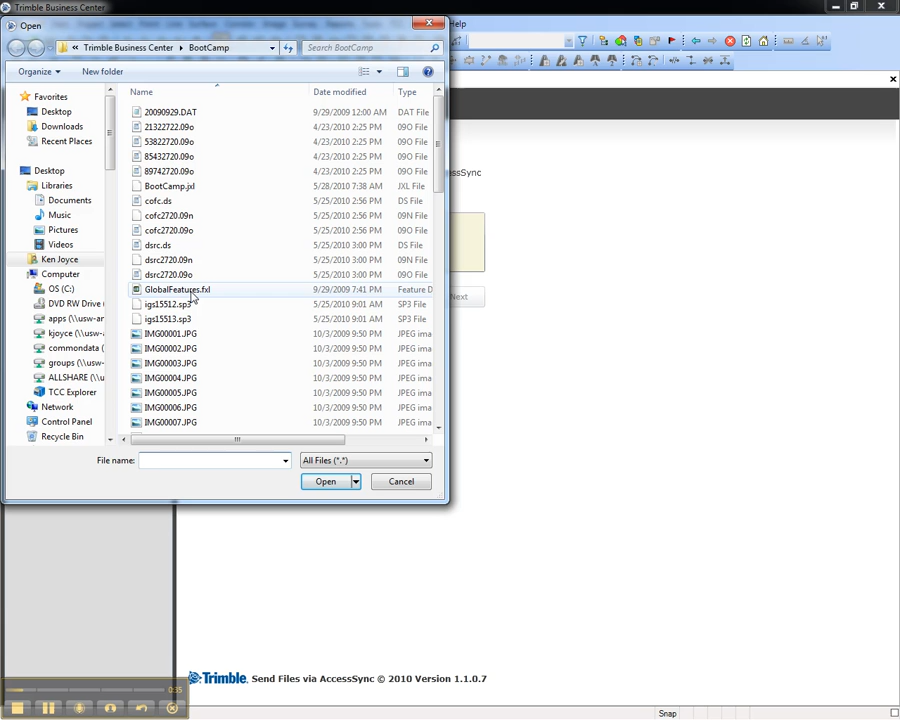 Trimble Business Center
Open
Help
Trimble Business Center
BootCamp
Search BootCamp
Organize
New folder
Name
Date modified
Type
Favorites
Desktop
Downloads
Recent Places
Desktop
Libraries
Documents
Music
Pictures
Videos
Ken Joyce
Computer
OS (C:)
DVD RW Drive
apps (\\usw-
kjoyce (\\usw-
commondata (
groups (\\usw-
ALLSHARE (\\u
TCC Explorer
Network
Control Panel
Recycle Bin
20090929.DAT 9/29/2009 12:00 AM DAT File
21322722.09o 4/23/2010 2:25 PM 09O File
53822722.09o 4/23/2010 2:25 PM 09O File
85432722.09o 4/23/2010 2:25 PM 09O File
89742722.09o 4/23/2010 2:25 PM 09O File
BootCamp.jxl 5/28/2010 7:38 AM JXL File
cofc.ds 5/25/2010 2:56 PM DS File
cofc2720.09n 5/25/2010 2:56 PM 09N File
cofc2720.09o 5/25/2010 2:56 PM 09O File
dsrc.ds 5/25/2010 3:00 PM DS File
dsrc2720.09n 5/25/2010 3:00 PM 09N File
dsrc2720.09o 5/25/2010 3:00 PM 09O File
GlobalFeatures.fxl 9/29/2009 7:41 PM Feature D
igs15512.sp3 5/25/2010 9:01 AM SP3 File
igs15513.sp3 5/25/2010 9:01 AM SP3 File
IMG00001.JPG 10/3/2009 9:50 PM JPEG ima
IMG00002.JPG 10/3/2009 9:50 PM JPEG ima
IMG00003.JPG 10/3/2009 9:50 PM JPEG ima
IMG00004.JPG 10/3/2009 9:50 PM JPEG ima
IMG00005.JPG 10/3/2009 9:50 PM JPEG ima
IMG00006.JPG 10/3/2009 9:50 PM JPEG ima
IMG00007.JPG 10/3/2009 9:50 PM JPEG ima
File name:
All Files (*.*)
Open
Cancel
essSync
Next
Trimble. Send Files via AccessSync © 2010 Version 1.1.0.7
0:35
Snap